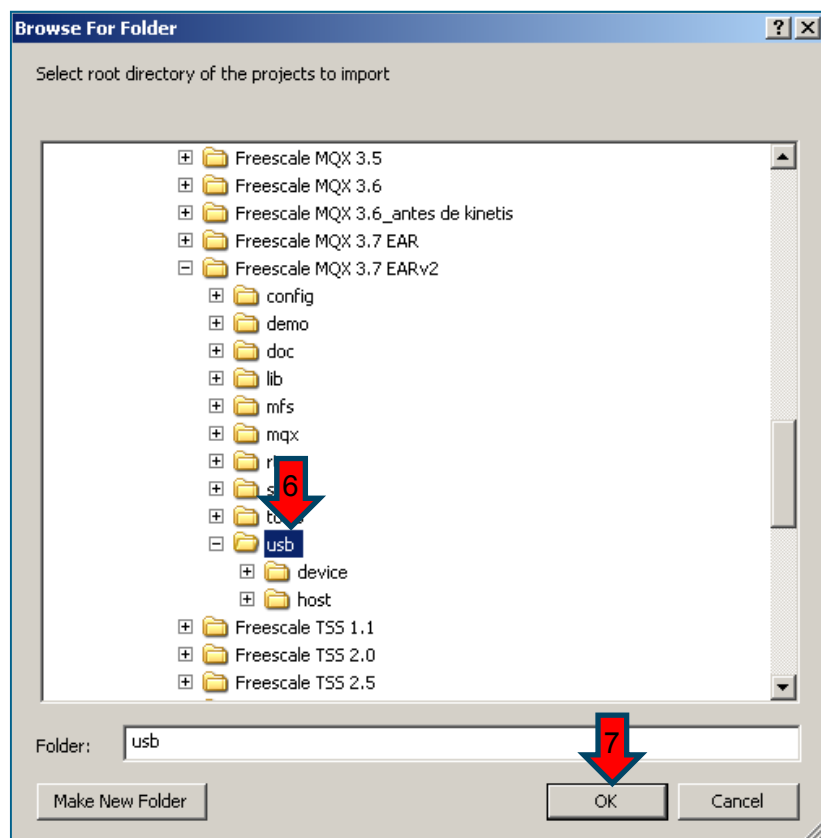 Browse For Folder
Select root directory of the projects to import
Freescale MQX 3.5
Freescale MQX 3.6
Freescale MQX 3.6_antes de kinetis
Freescale MQX 3.7 EAR
Freescale MQX 3.7 EARv2
config
demo
doc
lib
mfs
mqx
6
usb
device
host
Freescale TSS 1.1
Freescale TSS 2.0
Freescale TSS 2.5
Folder: usb
7
Make New Folder OK Cancel